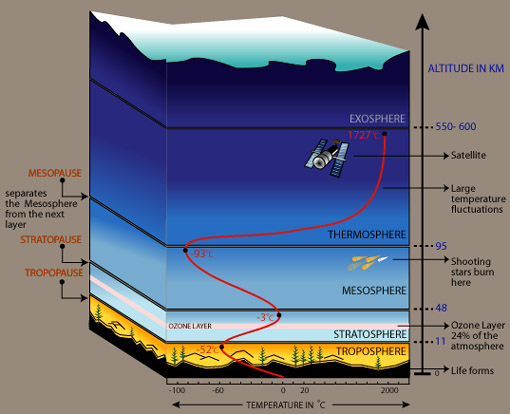 ALTITUDE IN KM
EXOSPHERE
550- 600
1727°c
Satellite
MESOPAUSE
separates
the Mesosphere
from the next
layer
Large
temperature
fluctuations
THERMOSPHERE
STRATOPAUSE
95
-93°c
Shooting
stars burn
here
TROPOPAUSE
MESOSPHERE
48
-3°c
OZONE LAYER
Ozone Layer
24% of the
atmosphere
STRATOSPHERE
11
-52°c
TROPOSPHERE
Life forms
0
-100 -60 0 20 2000
TEMPERATURE IN °C